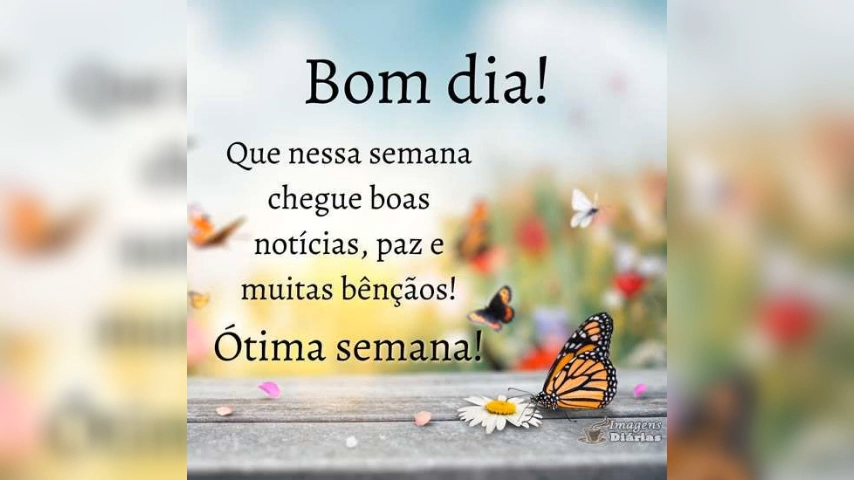 Bom dia!
Que nessa semana
chegue boas
notícias, paz e
muitas bênçãos!
Ótima semana!
Imagens
Diárias